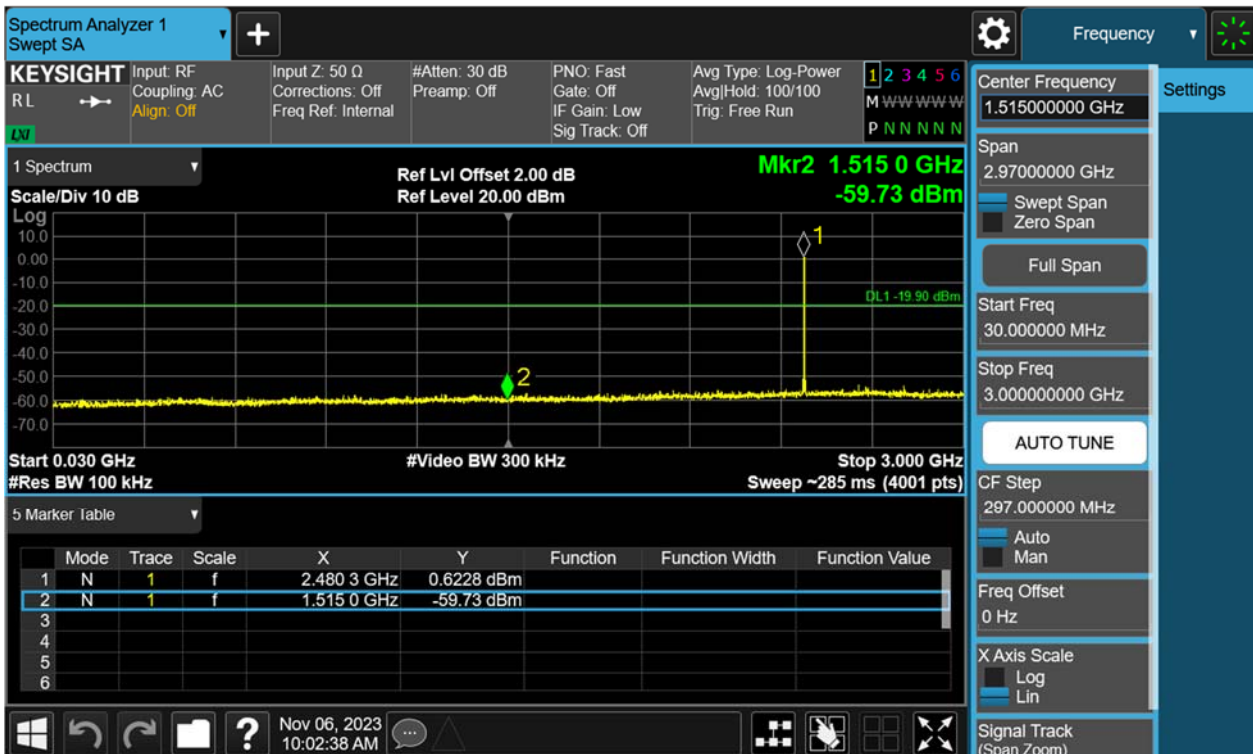 Spectrum Analyzer 1
Swept SA
Frequency
KEYSIGHT
RL
LXI
Input: RF
Coupling: AC
Align: Off
Input Z: 50 Ω
Corrections: Off
Freq Ref: Internal
#Atten: 30 dB
Preamp: Off
PNO: Fast
Gate: Off
IF Gain: Low
Sig Track: Off
Avg Type: Log-Power
Avg|Hold: 100/100
Trig: Free Run
1 2 3 4 5 6
M W W W W W
P N N N N N
1 Spectrum
Scale/Div 10 dB
Ref Lvl Offset 2.00 dB
Ref Level 20.00 dBm
Mkr2 1.515 0 GHz
-59.73 dBm
Log
10.0
0.00
-10.0
-20.0
-30.0
-40.0
-50.0
-60.0
-70.0
1
DL1 -19.90 dBm
2
Start 0.030 GHz
#Video BW 300 kHz
Stop 3.000 GHz
#Res BW 100 kHz
Sweep ~285 ms (4001 pts)
5 Marker Table
Mode Trace Scale X Y Function Function Width Function Value
1 N 1 f 2.480 3 GHz 0.6228 dBm
2 N 1 f 1.515 0 GHz -59.73 dBm
3
4
5
6
Nov 06, 2023
10:02:38 AM
Center Frequency
1.515000000 GHz
Span
2.97000000 GHz
Swept Span
Zero Span
Full Span
Start Freq
30.000000 MHz
Stop Freq
3.000000000 GHz
AUTO TUNE
CF Step
297.000000 MHz
Auto
Man
Freq Offset
0 Hz
X Axis Scale
Log
Lin
Signal Track
(Span Zoom)
Settings